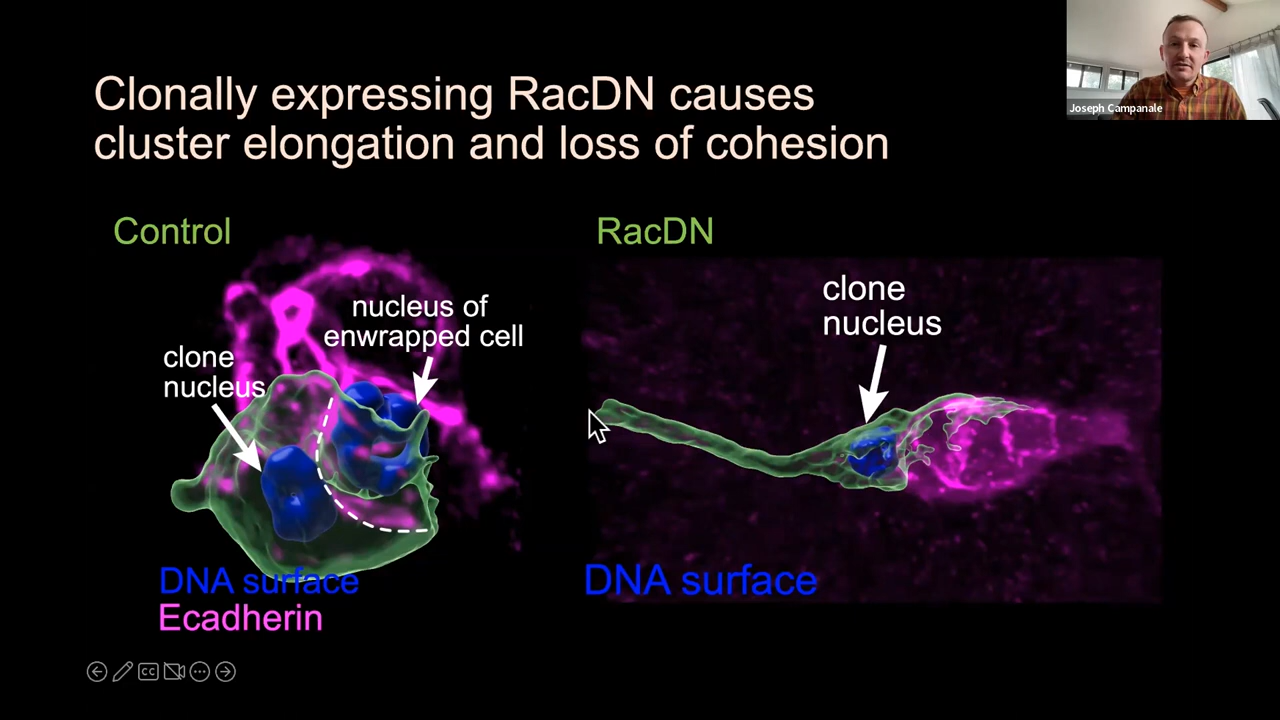 Clonally expressing RacDN causes
cluster elongation and loss of cohesion
Joseph Campanale
Control
RacDN
nucleus of
enwrapped cell
clone
nucleus
clone
nucleus
DNA surface
Ecadherin
DNA surface
CC